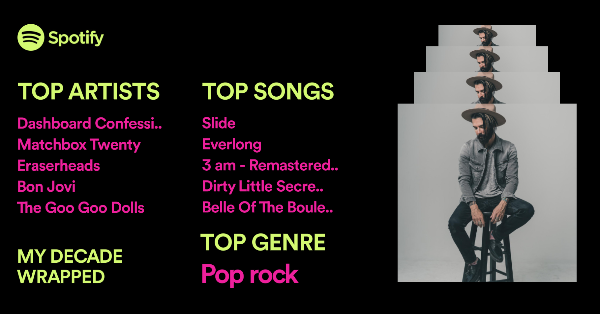 Spotify
TOP ARTISTS
Dashboard Confessi..
Matchbox Twenty
Eraserheads
Bon Jovi
The Goo Goo Dolls
TOP SONGS
Slide
Everlong
3 am - Remastered..
Dirty Little Secre..
Belle Of The Boule..
TOP GENRE
Pop rock
MY DECADE
WRAPPED